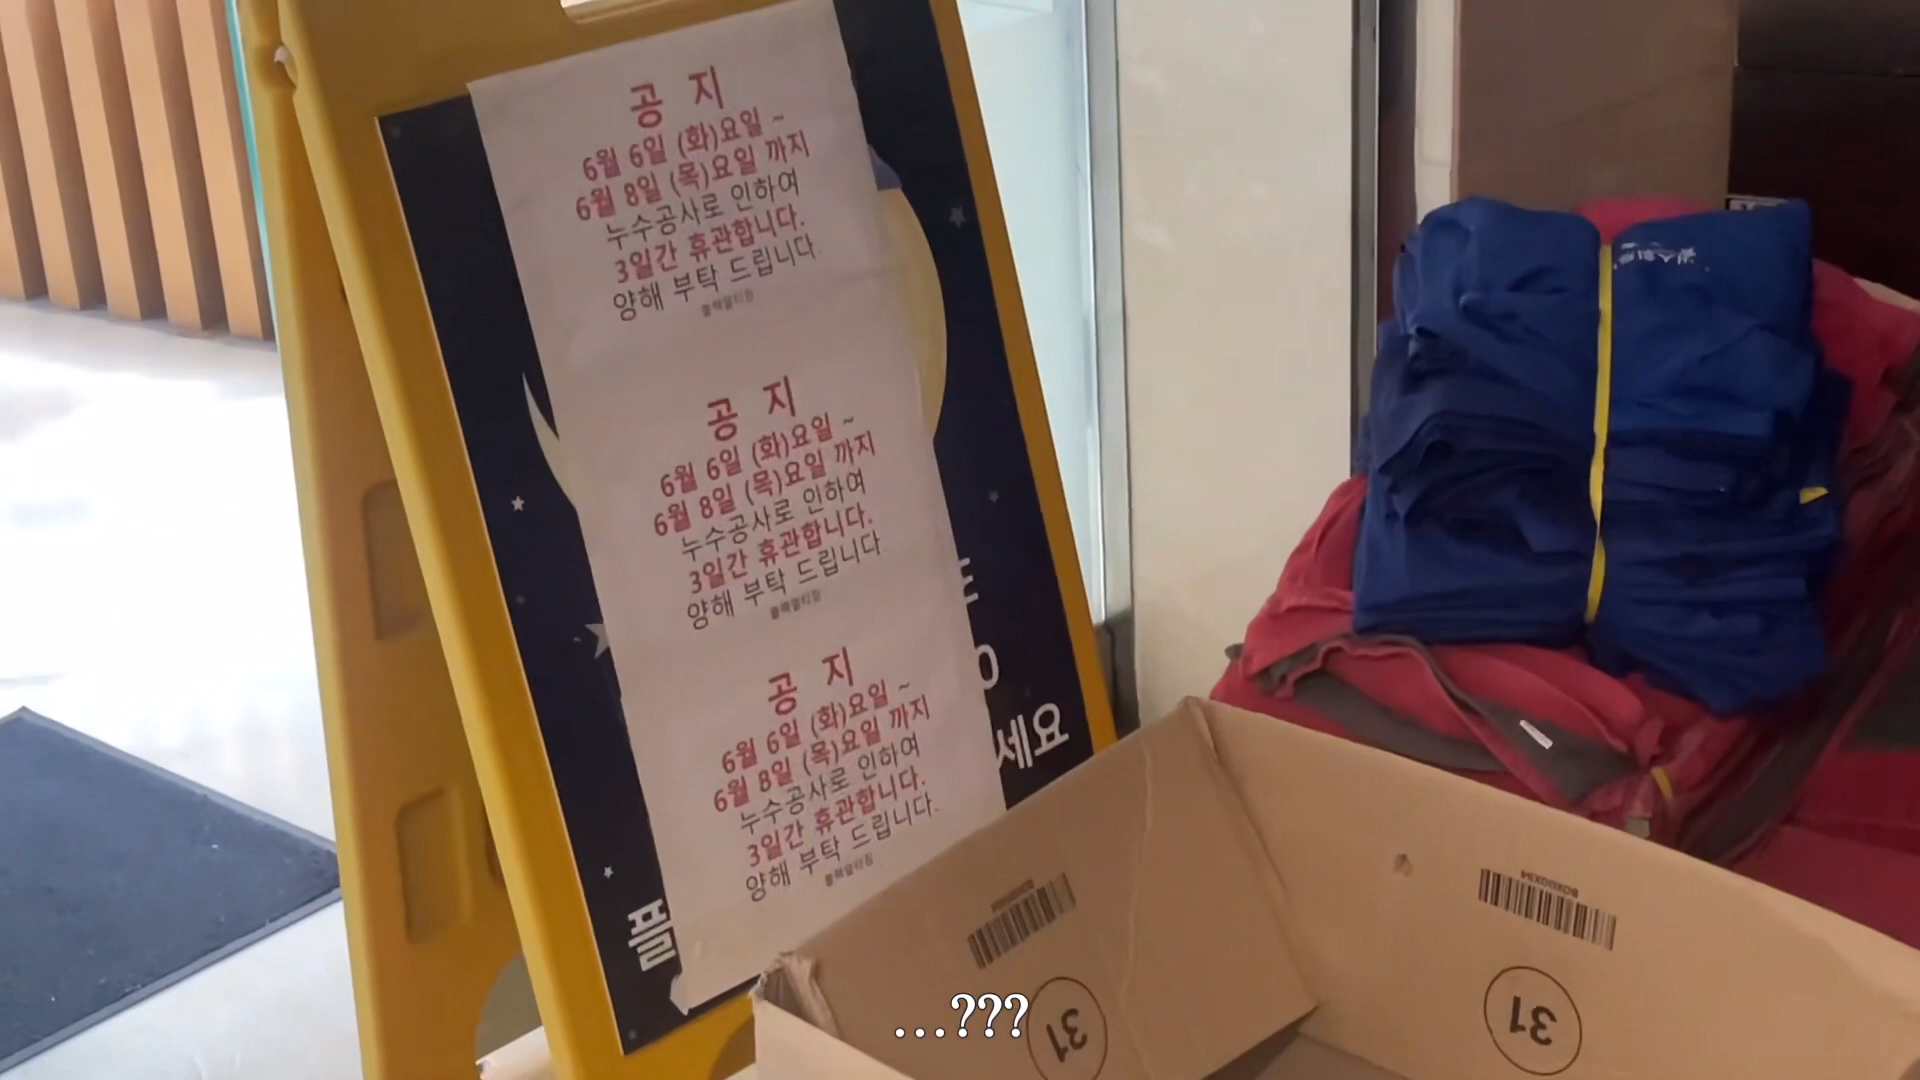 공 지
6월 6일 (화)요일 ~
6월 8일 (목)요일 까지
누수공사로 인하여
3일간 휴관합니다.
양해 부탁 드립니다.
공 지
6월 6일 (화)요일 ~
6월 8일 (목)요일 까지
누수공사로 인하여
3일간 휴관합니다.
양해 부탁 드립니다.
공 지
6월 6일 (화)요일 ~
6월 8일 (목)요일 까지
누수공사로 인하여
3일간 휴관합니다.
양해 부탁 드립니다.
세요
플
31
31
...???